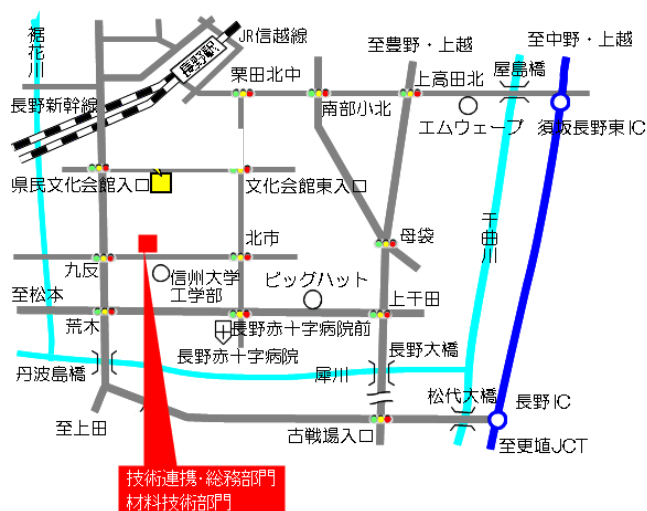 裾花川
JR信越線
長野駅
至豊野・上越
至中野・上越
栗田北中
上高田北
屋島橋
長野新幹線
南部小北
エムウェーブ
須坂長野東IC
県民文化会館入口
文化会館東入口
千曲川
母袋
北市
九反
信州大学
工学部
ビッグハット
至松本
上千田
荒木
長野赤十字病院前
長野赤十字病院
長野大橋
丹波島橋
犀川
松代大橋
長野IC
至上田
古戦場入口
至更埴JCT
技術連携・総務部門
材料技術部門